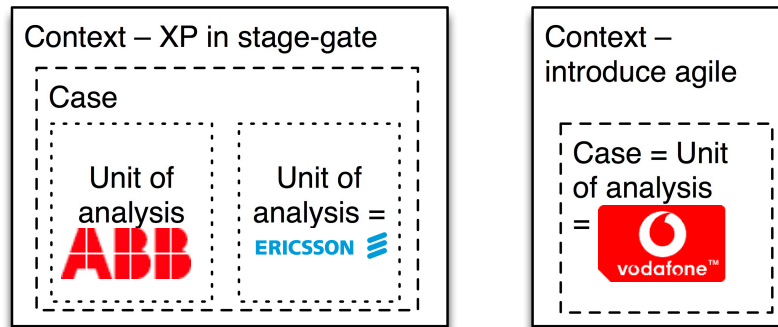 Context – XP in stage-gate
Case
Unit of
analysis
ABB
Unit of
analysis =
ERICSSON
Context –
introduce agile
Case = Unit
of analysis
=
vodafone™